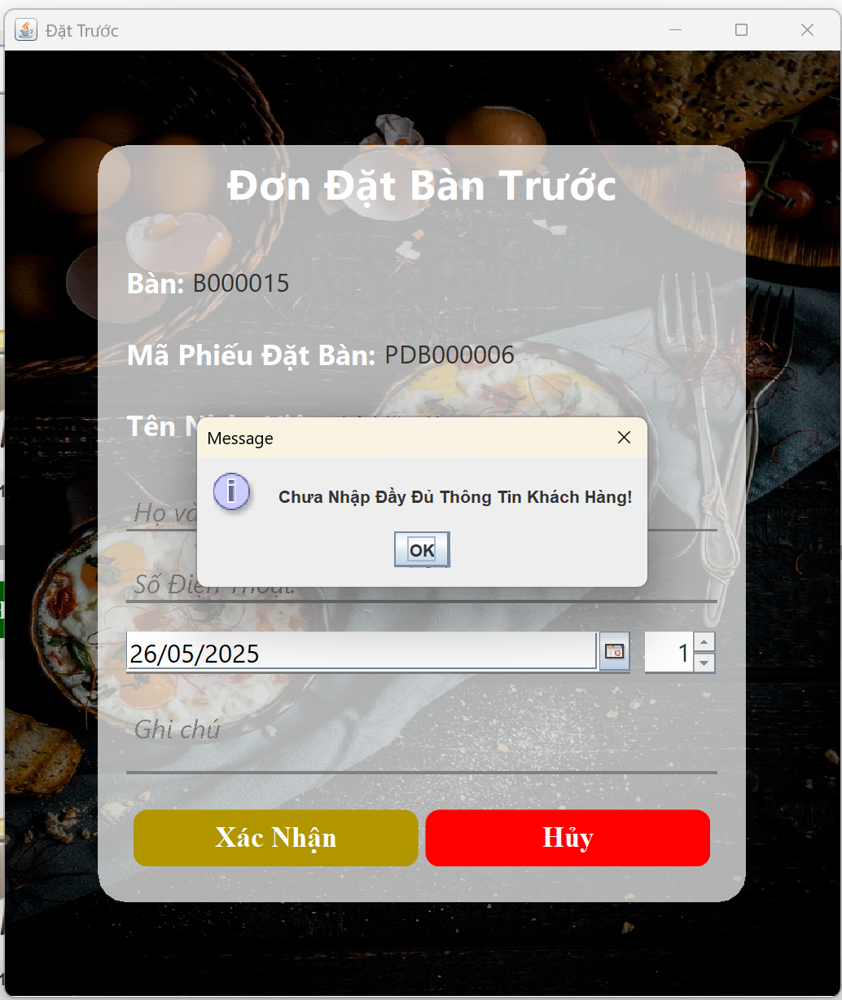 Đặt Trước
Đơn Đặt Bàn Trước
Bàn: B000015
Mã Phiếu Đặt Bàn: PDB000006
Tên
Message
Chưa Nhập Đầy Đủ Thông Tin Khách Hàng!
OK
Họ và
Số Điện Thoại:
26/05/2025
1
Ghi chú
Xác Nhận
Hủy